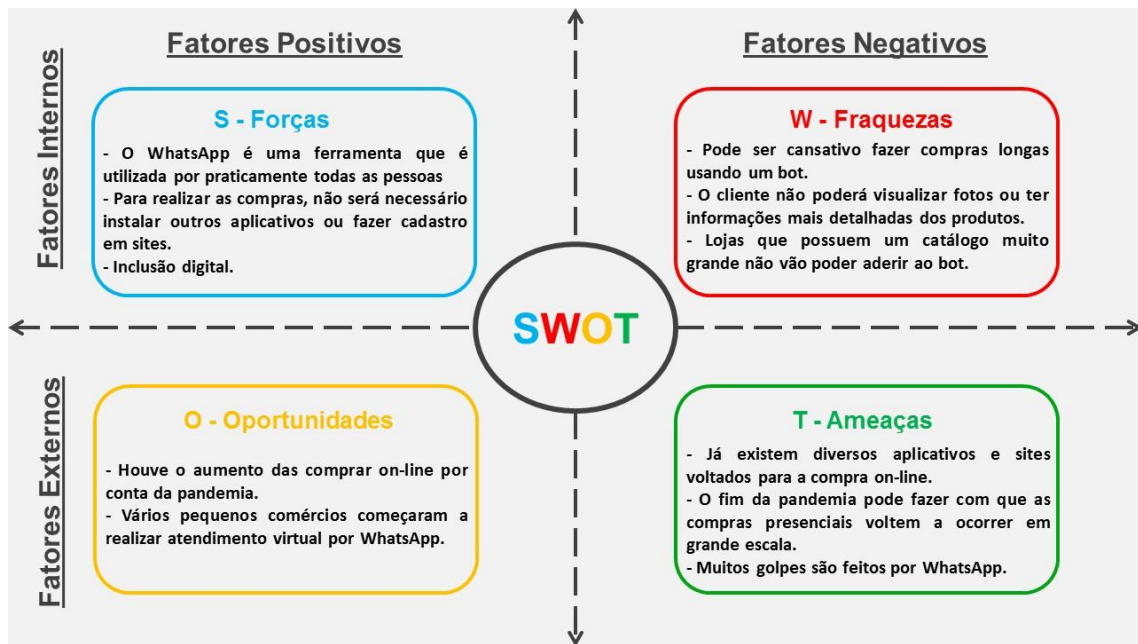 Fatores Positivos
Fatores Negativos
Fatores Internos
S - Forças
- O WhatsApp é uma ferramenta que é
utilizada por praticamente todas as pessoas
- Para realizar as compras, não será necessário
instalar outros aplicativos ou fazer cadastro
em sites.
- Inclusão digital.
W - Fraquezas
- Pode ser cansativo fazer compras longas
usando um bot.
- O cliente não poderá visualizar fotos ou ter
informações mais detalhadas dos produtos.
- Lojas que possuem um catálogo muito
grande não vão poder aderir ao bot.
SWOT
Fatores Externos
O - Oportunidades
- Houve o aumento das comprar on-line por
conta da pandemia.
- Vários pequenos comércios começaram a
realizar atendimento virtual por WhatsApp.
T - Ameaças
- Já existem diversos aplicativos e sites
voltados para a compra on-line.
- O fim da pandemia pode fazer com que as
compras presenciais voltem a ocorrer em
grande escala.
- Muitos golpes são feitos por WhatsApp.